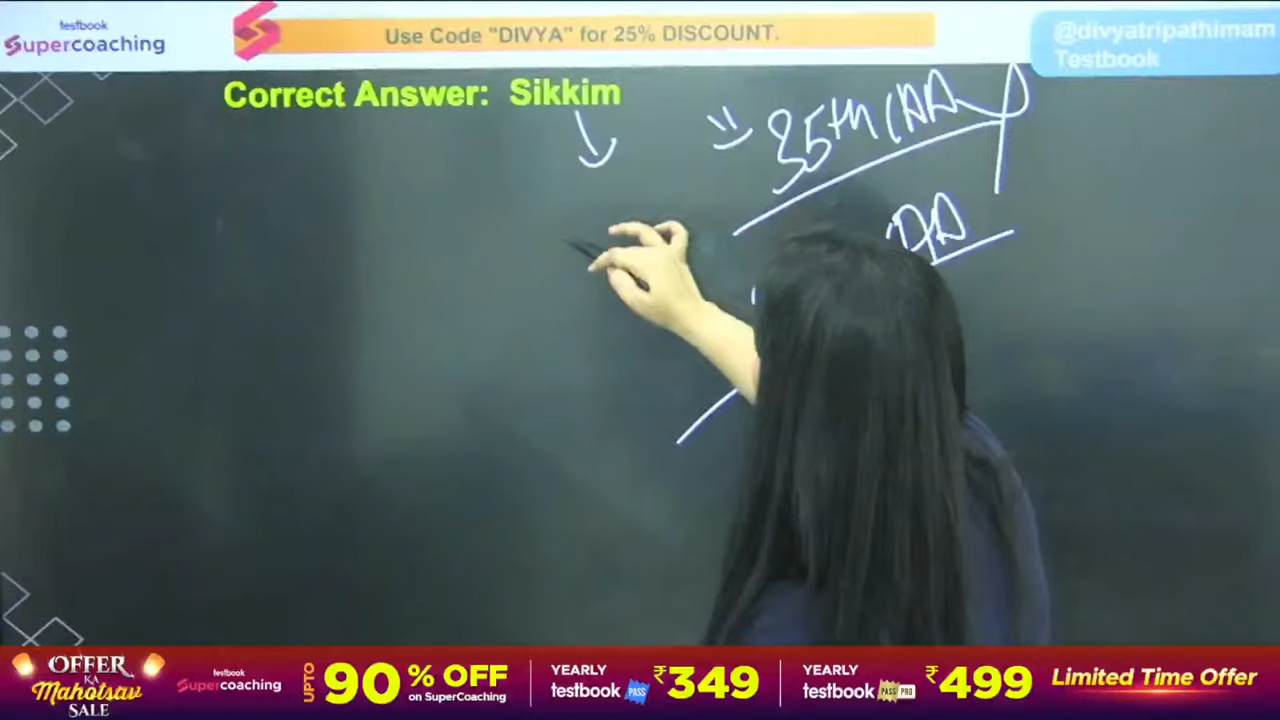 testbook
Supercoaching
Use Code "DIVYA" for 25% DISCOUNT.
@divyatripathimam
Testbook
Correct Answer: Sikkim
35th CAA
OFFER
KA
Mahotsav
SALE
testbook
Supercoaching
UPTO 90% OFF
on SuperCoaching
YEARLY
testbook PASS
₹349
YEARLY
testbook PASS PRO
₹499
Limited Time Offer